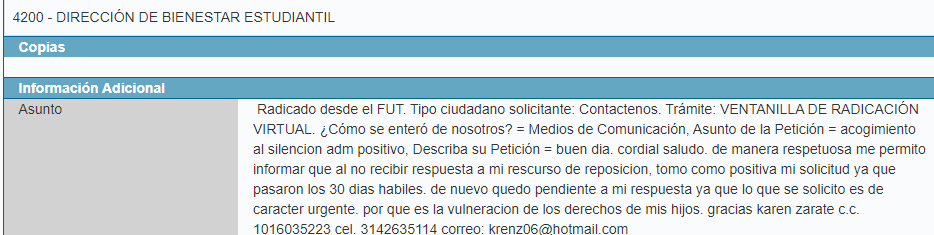 4200 - DIRECCIÓN DE BIENESTAR ESTUDIANTIL
Copias
Información Adicional
Asunto
Radicado desde el FUT. Tipo ciudadano solicitante: Contactenos. Trámite: VENTANILLA DE RADICACIÓN
VIRTUAL. ¿Cómo se enteró de nosotros? = Medios de Comunicación, Asunto de la Petición = acogimiento
al silencion adm positivo, Describa su Petición = buen dia. cordial saludo. de manera respetuosa me permito
informar que al no recibir respuesta a mi rescurso de reposicion, tomo como positiva mi solicitud ya que
pasaron los 30 dias habiles. de nuevo quedo pendiente a mi respuesta ya que lo que se solicito es de
caracter urgente. por que es la vulneracion de los derechos de mis hijos. gracias karen zarate c.c.
1016035223 cel. 3142635114 correo: krenz06@hotmail.com